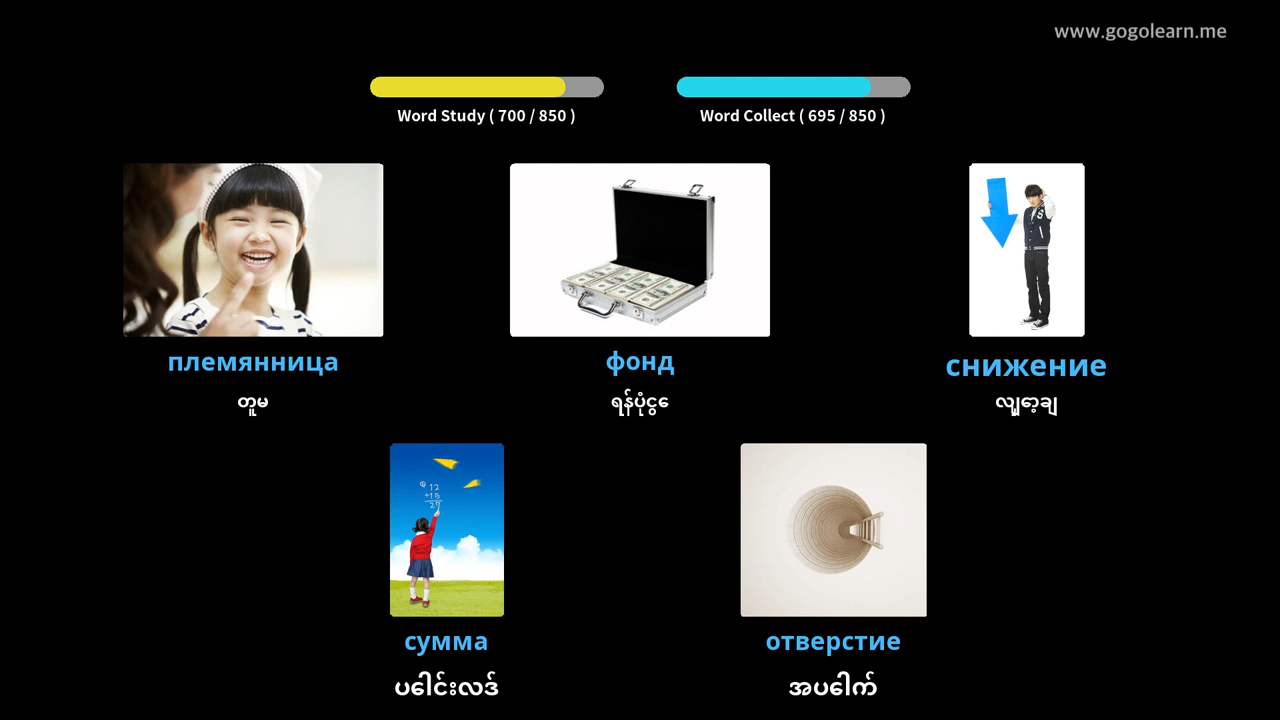 www.gogolearn.me
Word Study ( 700 / 850 )
Word Collect ( 695 / 850 )
племянница
фонд
снижение
တူမ
ရန်ပုံငွေ
လျှော့ချ
сумма
отверстие
ပေါင်းလဒ်
အပေါက်